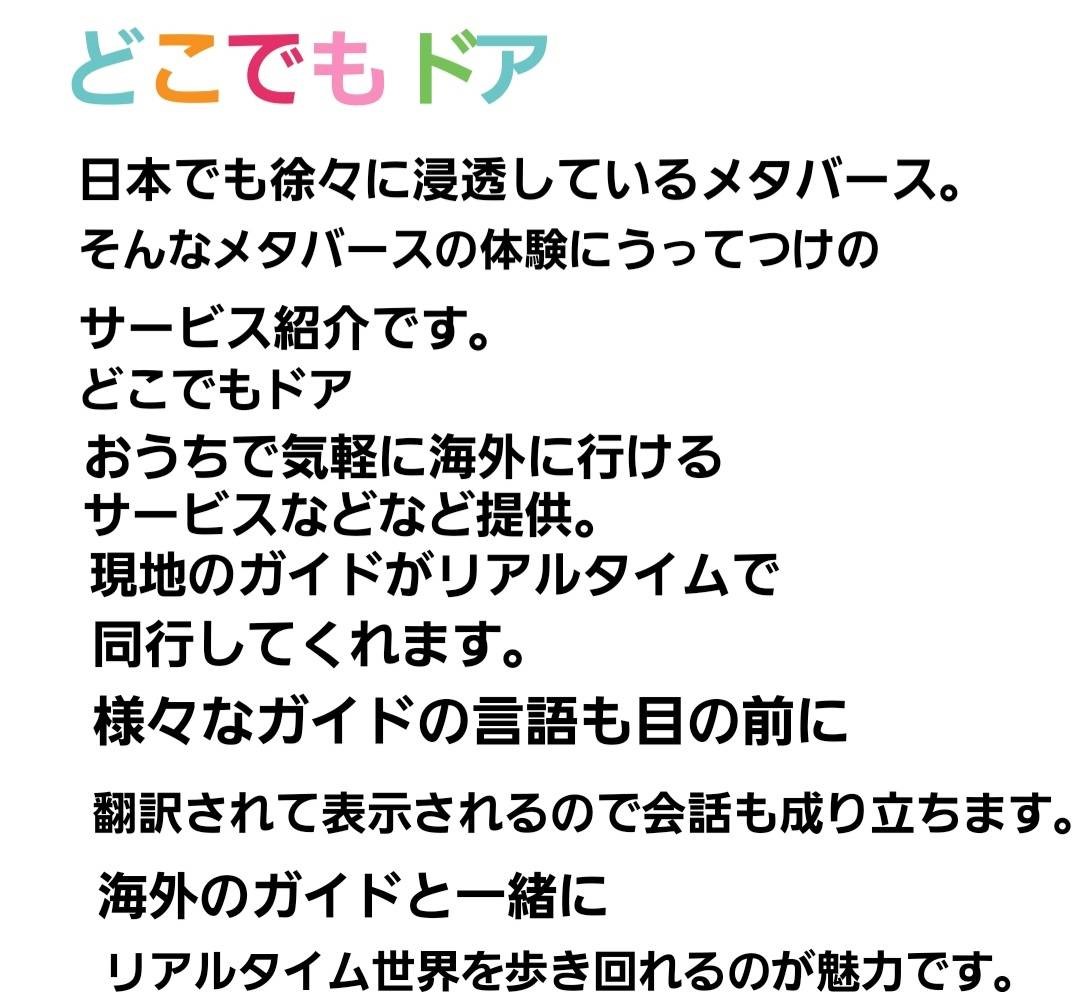 どこでもドア
日本でも徐々に浸透しているメタバース。
そんなメタバースの体験にうってつけの
サービス紹介です。
どこでもドア
おうちで気軽に海外に行ける
サービスなどなど提供。
現地のガイドがリアルタイムで
同行してくれます。
様々なガイドの言語も目の前に
翻訳されて表示されるので会話も成り立ちます。
海外のガイドと一緒に
リアルタイム世界を歩き回れるのが魅力です。